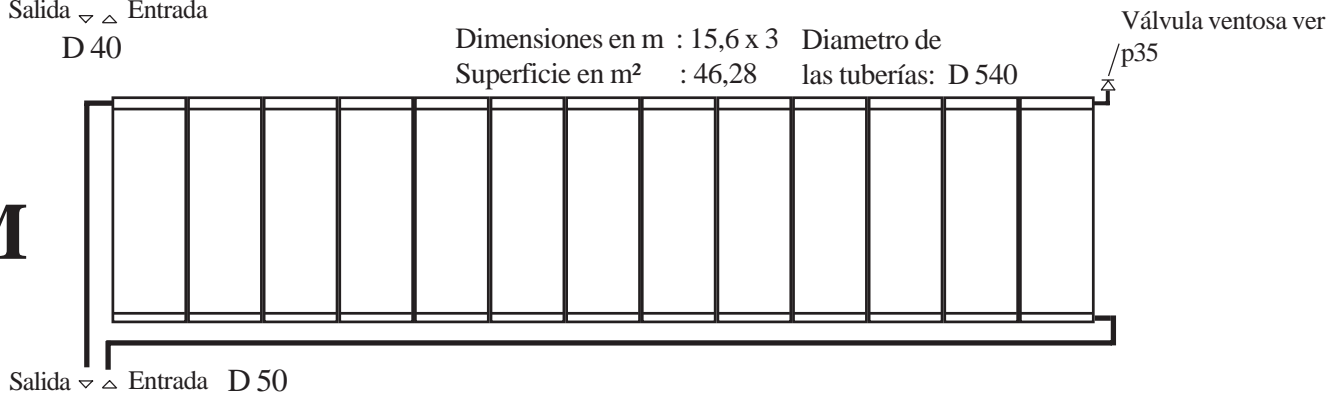 Salida Entrada
D 40
Dimensiones en m : 15,6 x 3
Superficie en m² : 46,28
Diametro de
las tuberías: D 540
Válvula ventosa ver
p35
M
Salida Entrada D 50